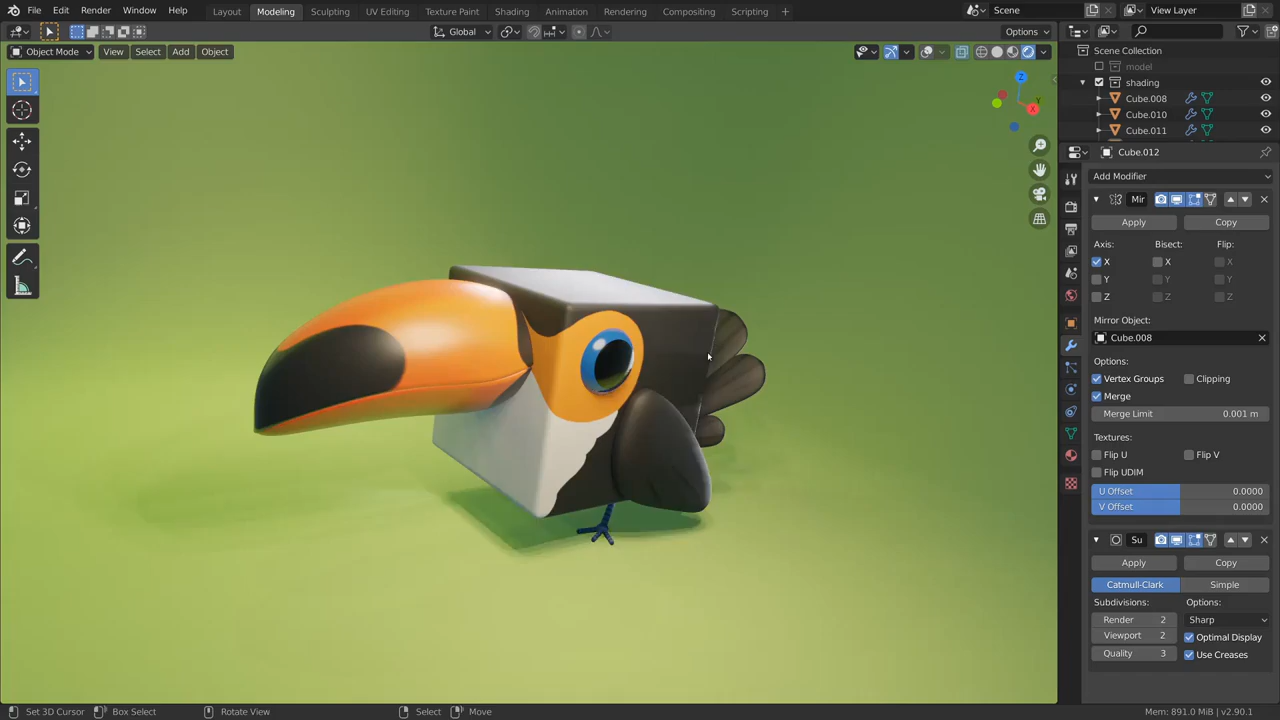 File Edit Render Window Help Layout Modeling Sculpting UV Editing Texture Paint Shading Animation Rendering Compositing Scripting + Scene View Layer
Global Options
Object Mode View Select Add Object
Scene Collection
model
shading
Cube.008
Cube.010
Cube.011
Z
Y
X
Cube.012
Add Modifier
Mir
Apply Copy
Axis: Bisect: Flip:
X X X
Y Y Y
Z Z Z
Mirror Object:
Cube.008
Options:
Vertex Groups Clipping
Merge
Merge Limit 0.001 m
Textures:
Flip U Flip V
Flip UDIM
U Offset 0.0000
V Offset 0.0000
Su
Apply Copy
Catmull-Clark Simple
Subdivisions: Options:
Render 2 Sharp
Viewport 2 Optimal Display
Quality 3 Use Creases
Set 3D Cursor Box Select Rotate View Select Move Mem: 891.0 MiB | v2.90.1